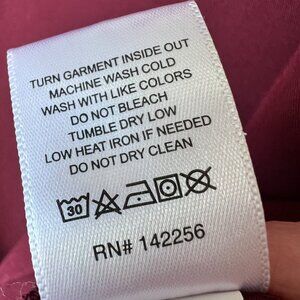 TURN GARMENT INSIDE OUT
MACHINE WASH COLD
WASH WITH LIKE COLORS
DO NOT BLEACH
TUMBLE DRY LOW
LOW HEAT IRON IF NEEDED
DO NOT DRY CLEAN
30
RN# 142256